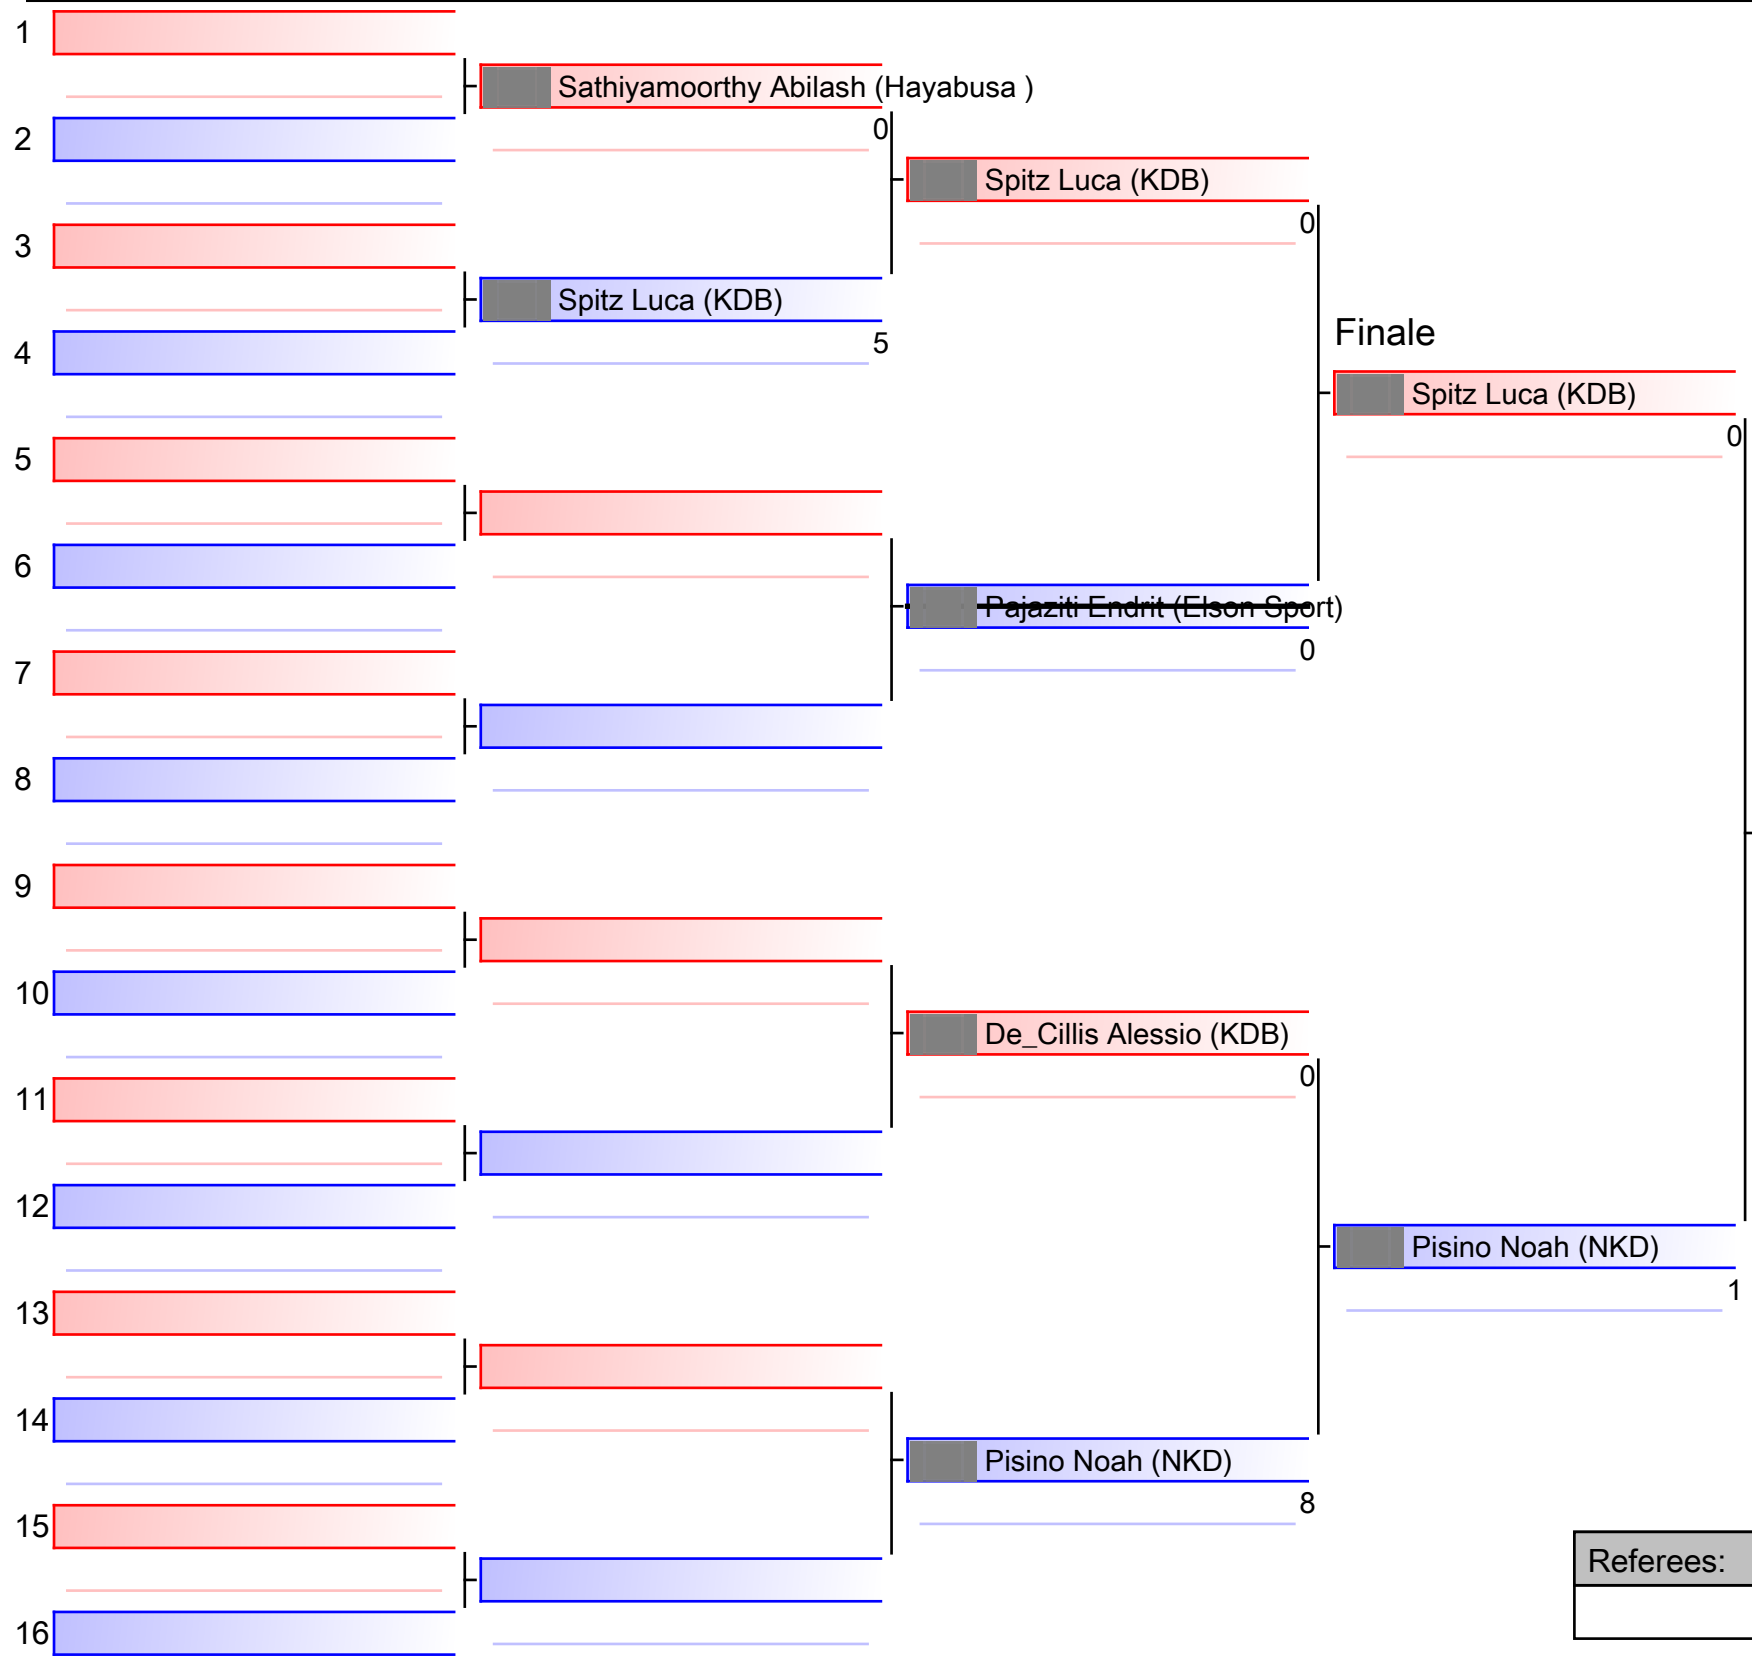 1
Sathiyamoorthy Abilash (Hayabusa )
0
2
Spitz Luca (KDB)
0
3
Spitz Luca (KDB)
5
4
Finale
Spitz Luca (KDB)
0
5
6
Pajaziti Endrit (Elson Sport)
0
7
8
9
10
De_Cillis Alessio (KDB)
0
11
12
Pisino Noah (NKD)
1
13
14
Pisino Noah (NKD)
8
15
Referees:
16